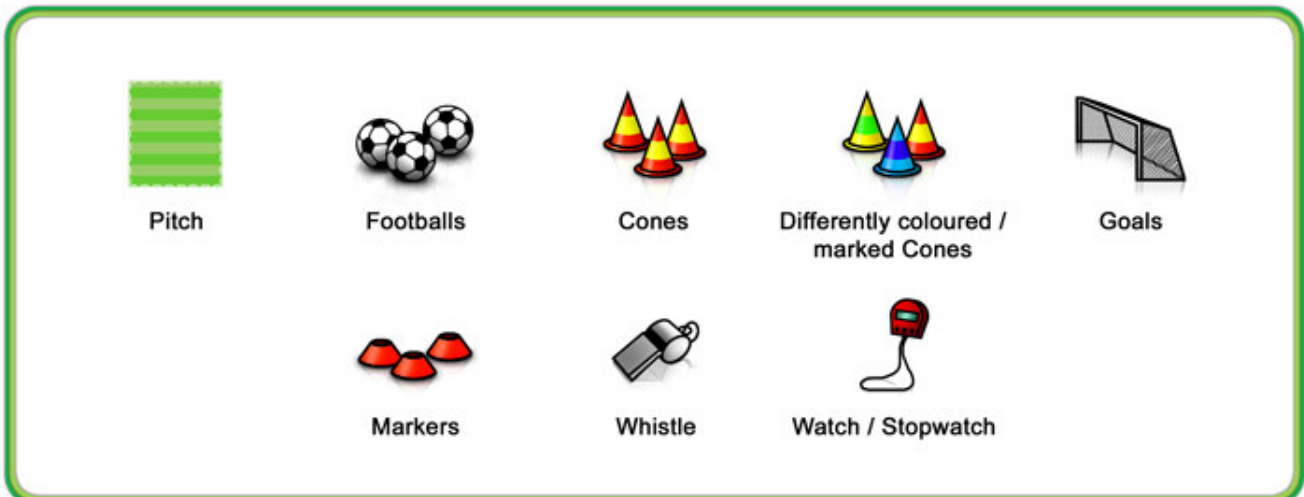 Pitch
Footballs
Cones
Differently coloured /
marked Cones
Goals
Markers
Whistle
Watch / Stopwatch